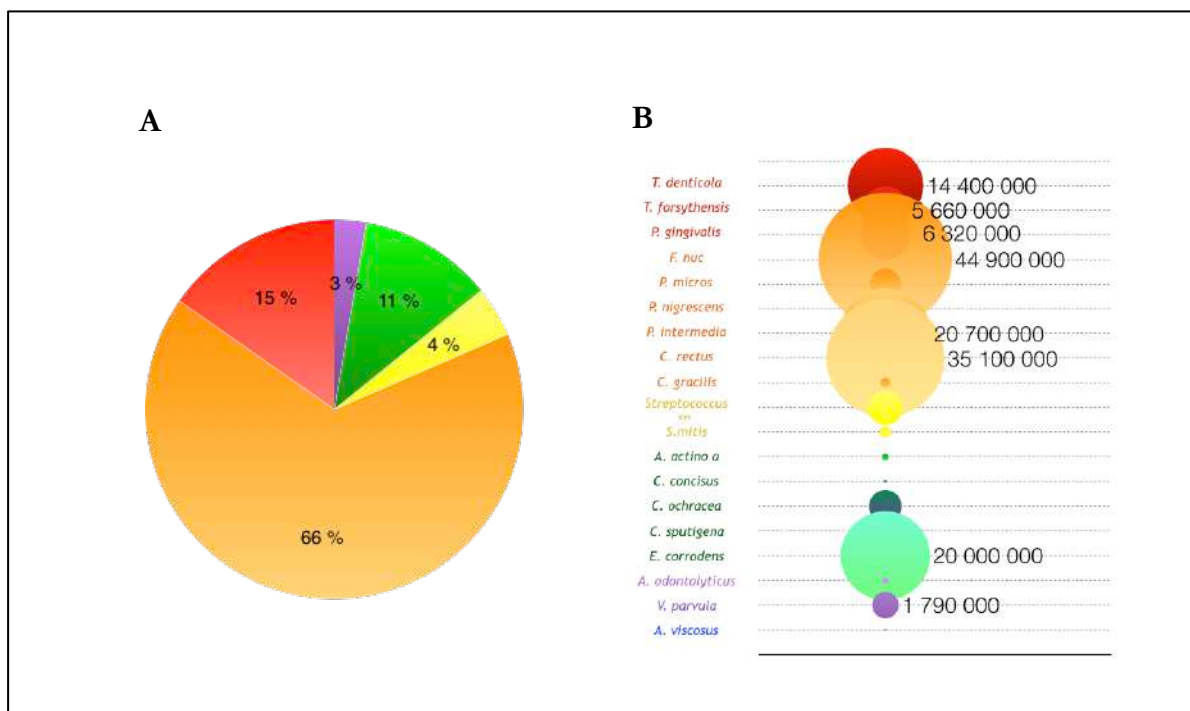 A
3 %
15 %
11 %
4 %
66 %
B
T. denticola 14 400 000
T. forsythensis 5 660 000
P. gingivalis 6 320 000
F. nuc 44 900 000
P. micros
P. nigrescens
P. intermedia 20 700 000
C. rectus 35 100 000
C. gracilis
Streptococcus
S.mitis
A. actino a
C. concisus
C. ochracea
C. sputigena
E. corrodens 20 000 000
A. odontolyticus
V. parvula 1 790 000
A. viscosus